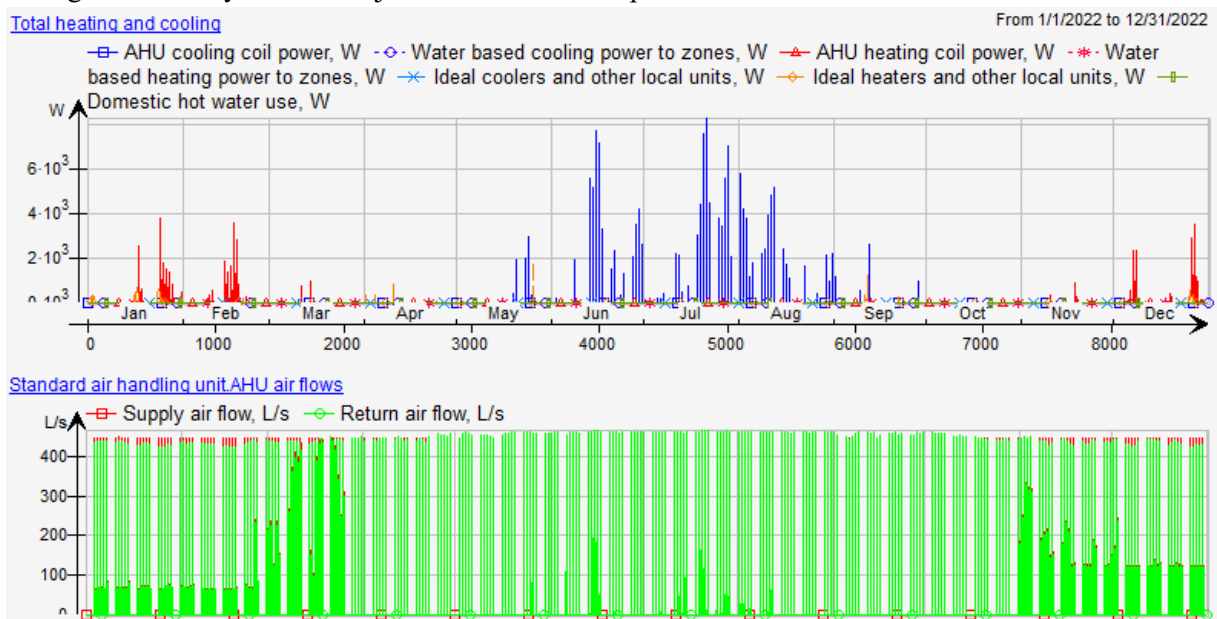 Total heating and cooling
From 1/1/2022 to 12/31/2022
AHU cooling coil power, W Water based cooling power to zones, W AHU heating coil power, W Water
based heating power to zones, W Ideal coolers and other local units, W Ideal heaters and other local units, W
Domestic hot water use, W
W
6·10³
4·10³
2·10³
0.0·10³
Jan Feb Mar Apr May Jun Jul Aug Sep Oct Nov Dec
0 1000 2000 3000 4000 5000 6000 7000 8000
Standard air handling unit.AHU air flows
L/s
Supply air flow, L/s Return air flow, L/s
400
300
200
100
0